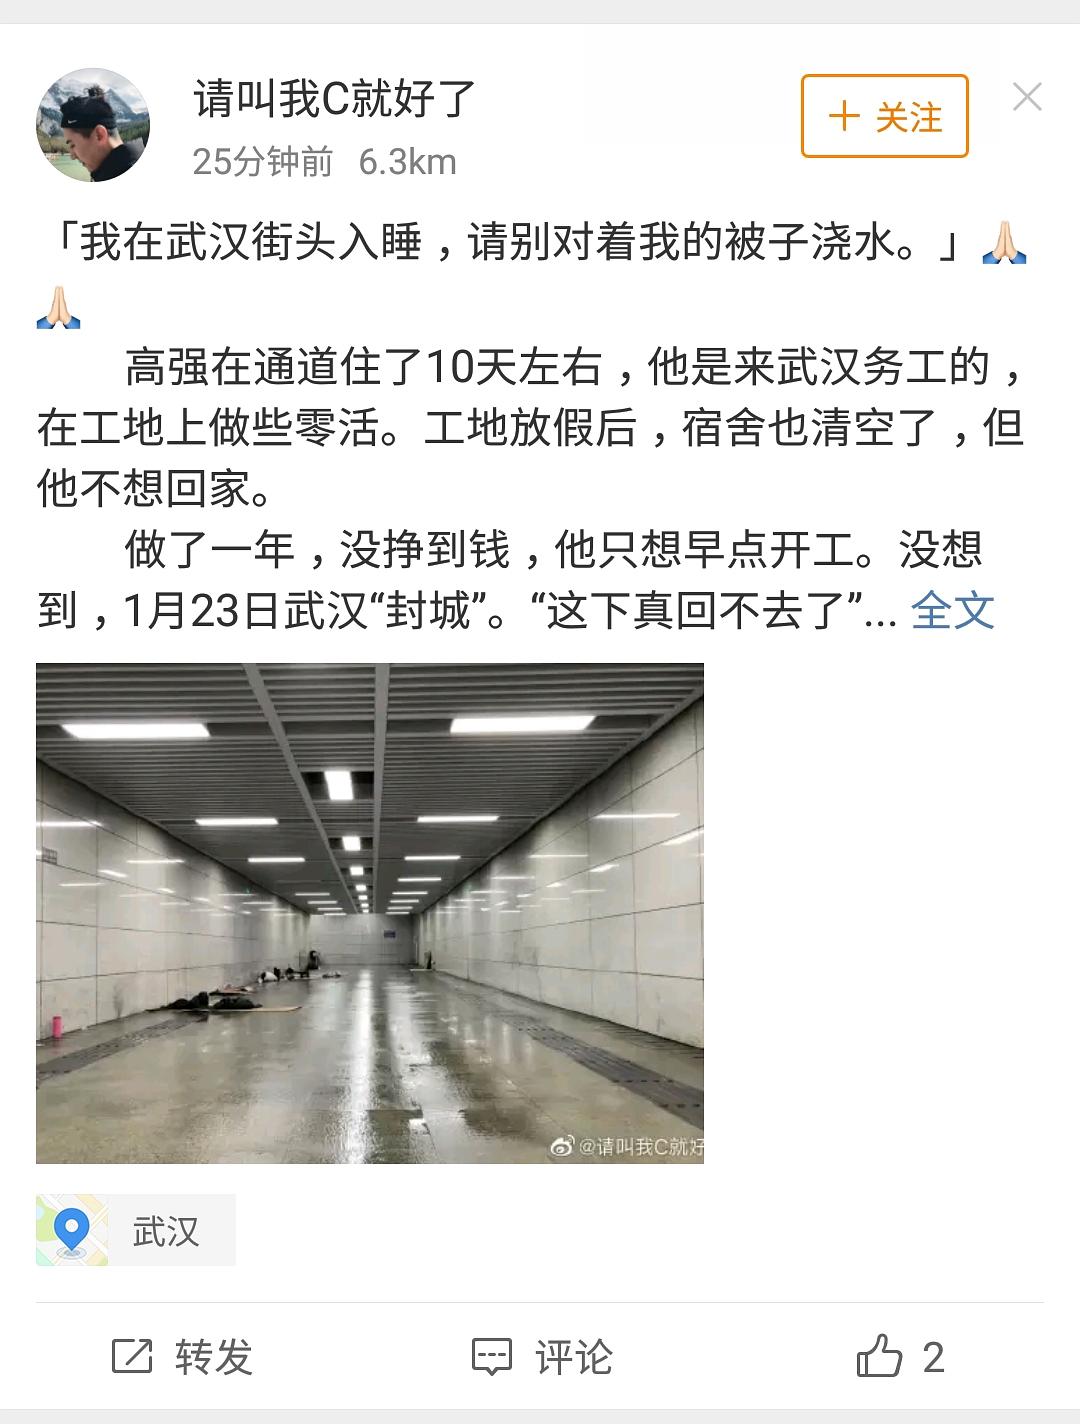 请叫我C就好了
25分钟前 6.3km
+ 关注
「我在武汉街头入睡，请别对着我的被子浇水。」🙏🏻
🙏🏻
高强在通道住了10天左右，他是来武汉务工的，
在工地上做些零活。工地放假后，宿舍也清空了，但
他不想回家。
做了一年，没挣到钱，他只想早点开工。没想
到，1月23日武汉“封城”。“这下真回不去了”... 全文
@请叫我C就好
武汉
转发
评论
2